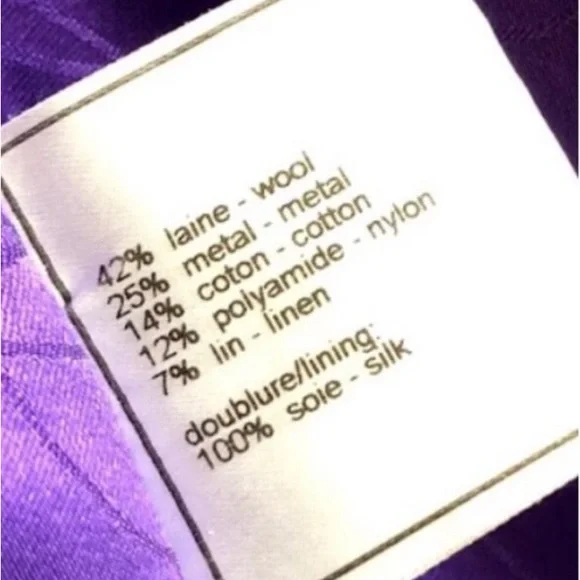 42% laine - wool
25% metal - metal
14% coton - cotton
12% polyamide - nylon
7% lin - linen
doublure/lining:
100% soie - silk